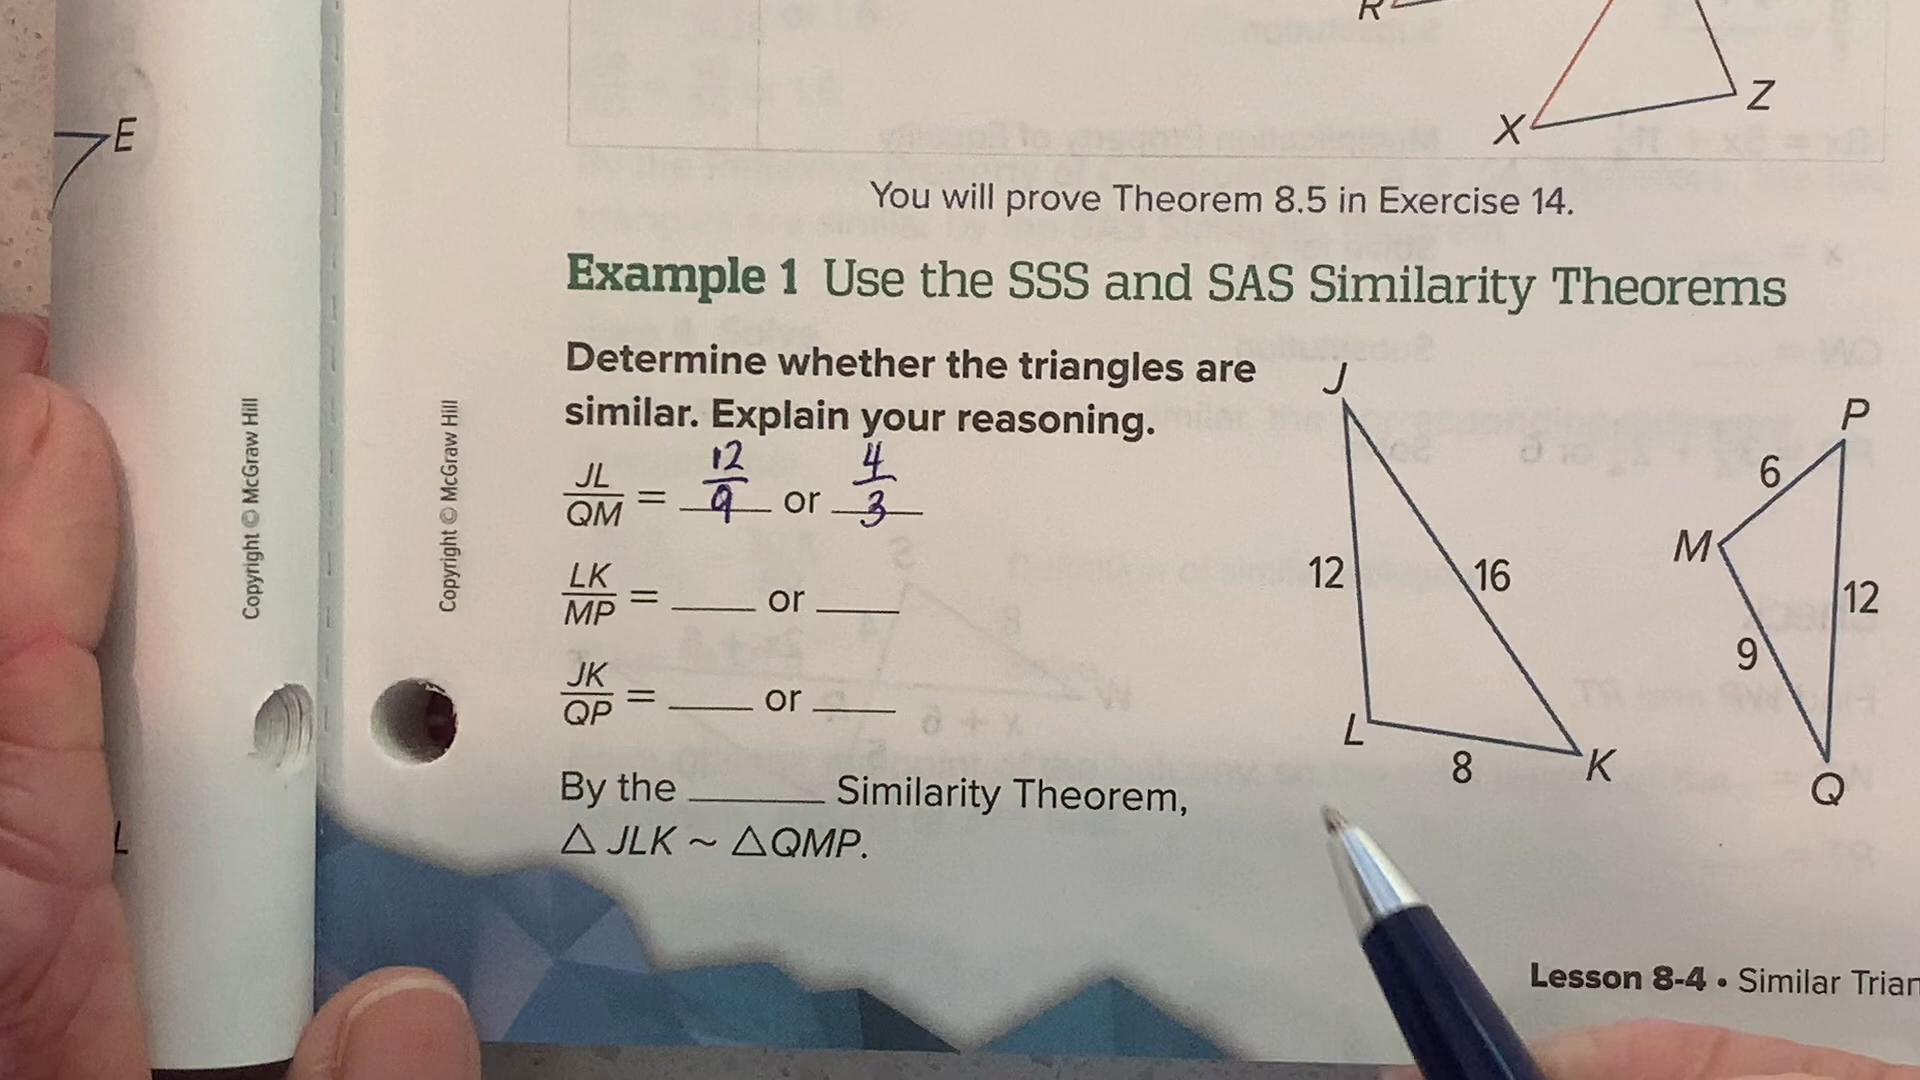 R
X
Z
E
You will prove Theorem 8.5 in Exercise 14.
Example 1 Use the SSS and SAS Similarity Theorems
Determine whether the triangles are
similar. Explain your reasoning.
JL/QM = 12/9 or 4/3
LK/MP = ____ or ____
JK/QP = ____ or ____
By the ____ Similarity Theorem,
△ JLK ~ △QMP.
J
12
16
L
8
K
P
6
M
12
9
Q
L
Copyright © McGraw Hill
Copyright © McGraw Hill
Lesson 8-4 • Similar